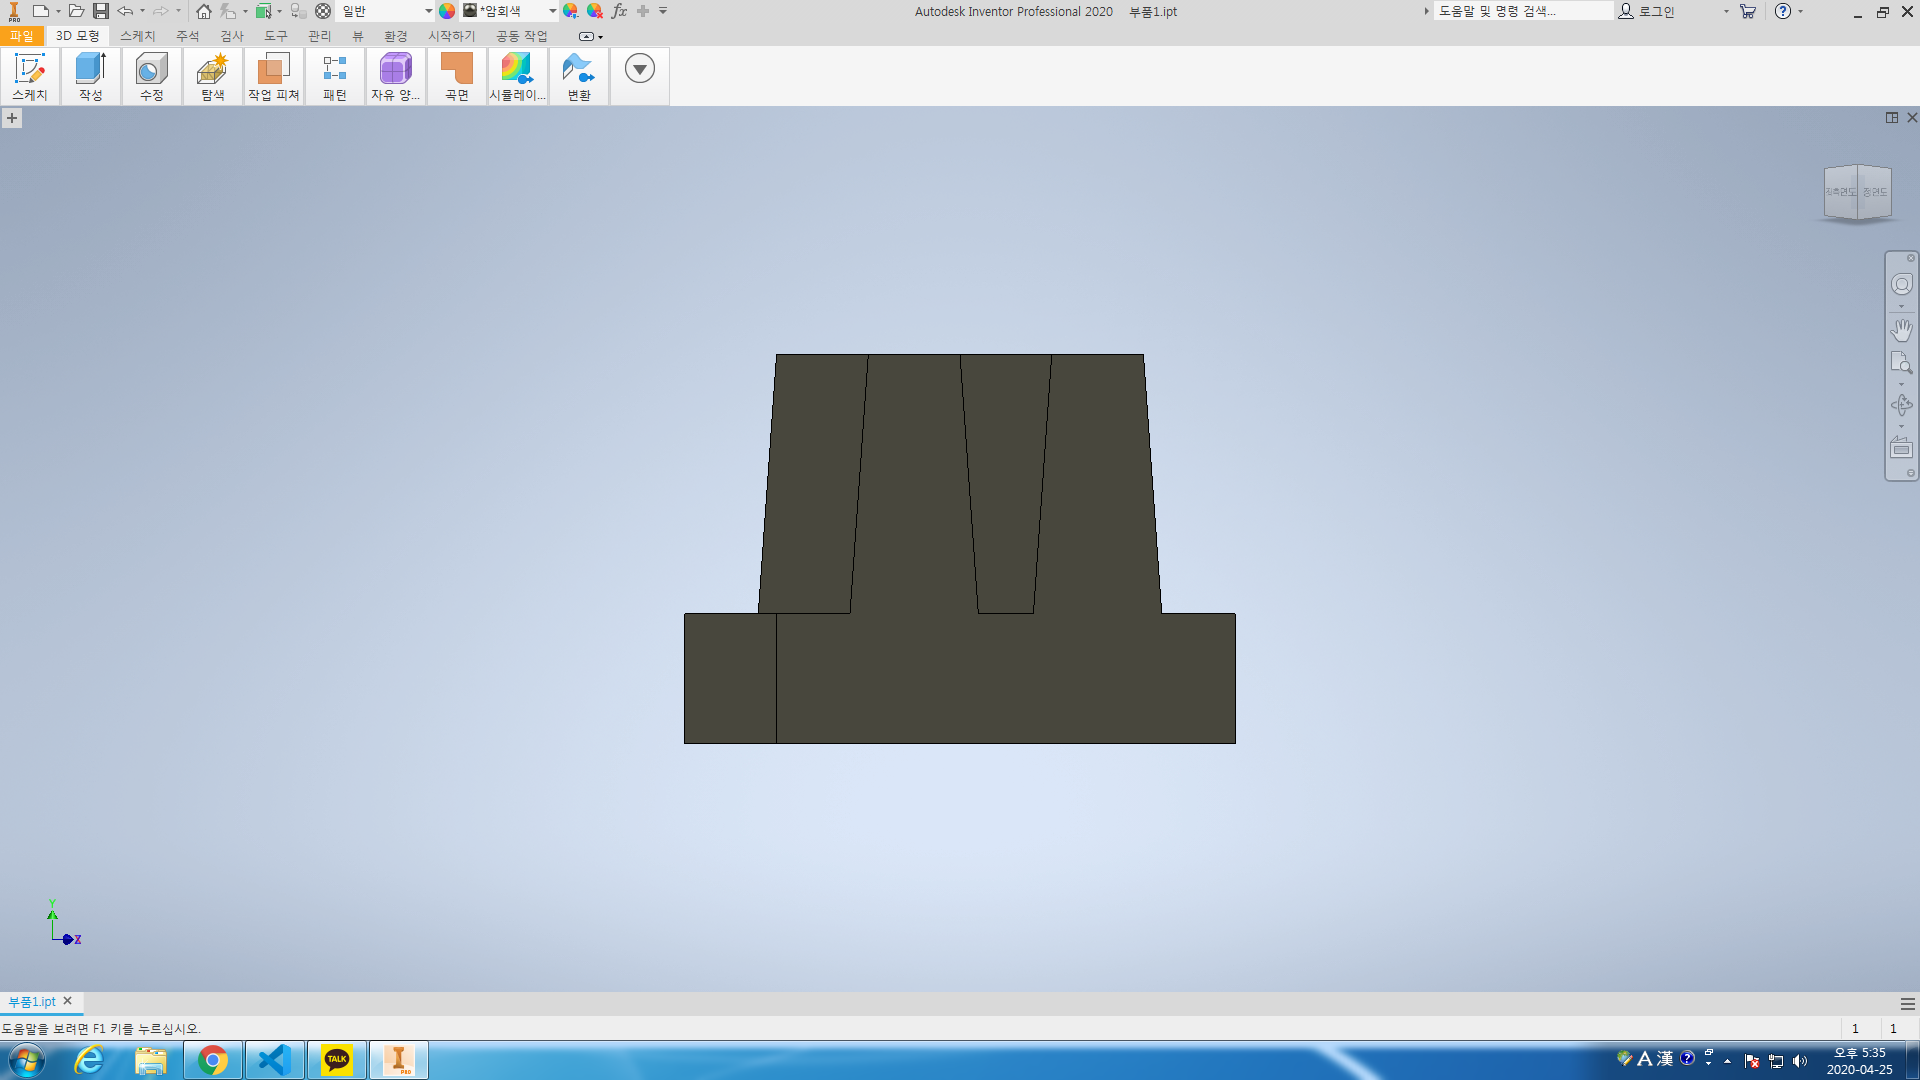 일반
*암회색
fx
Autodesk Inventor Professional 2020 부품1.ipt
도움말 및 명령 검색...
로그인
PRO
파일 3D 모형 스케치 주석 검사 도구 관리 뷰 환경 시작하기 공동 작업
스케치 작성 수정 탐색 작업 피쳐 패턴 자유 양... 곡면 시뮬레이... 변환
좌측면도 정면도
Y
Z
부품1.ipt
도움말을 보려면 F1 키를 누르십시오.
1 1
TALK
PRO
A 漢
오후 5:35
2020-04-25